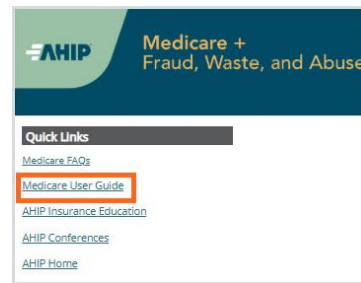 AHIP
Medicare +
Fraud, Waste, and Abuse
Quick Links
Medicare FAQs
Medicare User Guide
AHIP Insurance Education
AHIP Conferences
AHIP Home